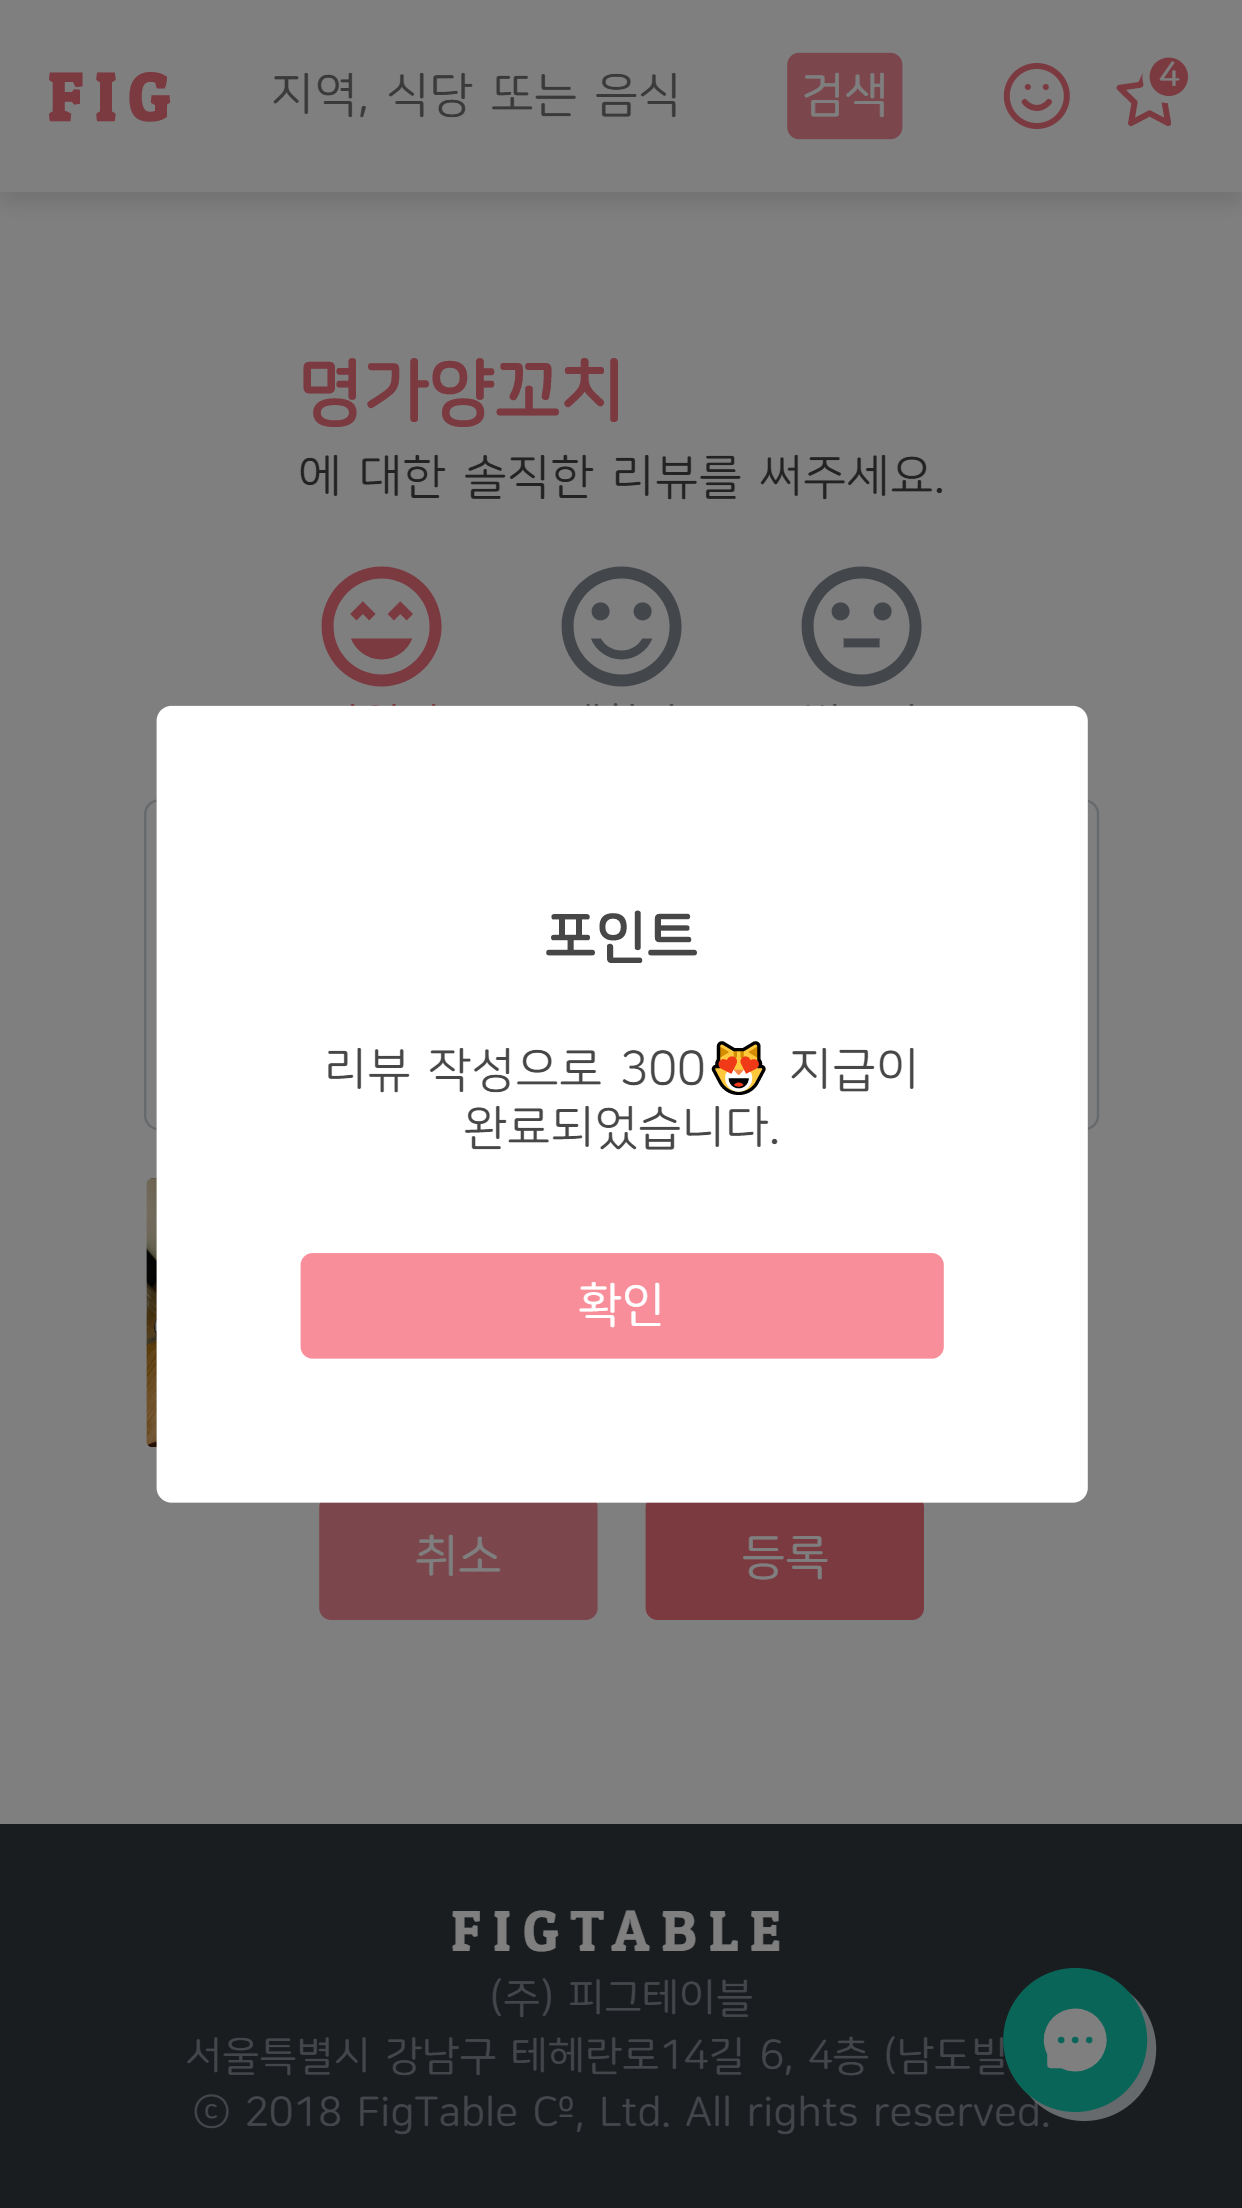 FIG
지역, 식당 또는 음식
검색
4
명가양꼬치
에 대한 솔직한 리뷰를 써주세요.
포인트
리뷰 작성으로 300😻 지급이
완료되었습니다.
확인
취소
등록
FIGTABLE
(주) 피그테이블
서울특별시 강남구 테헤란로14길 6, 4층 (남도빌
© 2018 FigTable Cº, Ltd. All rights reserved.